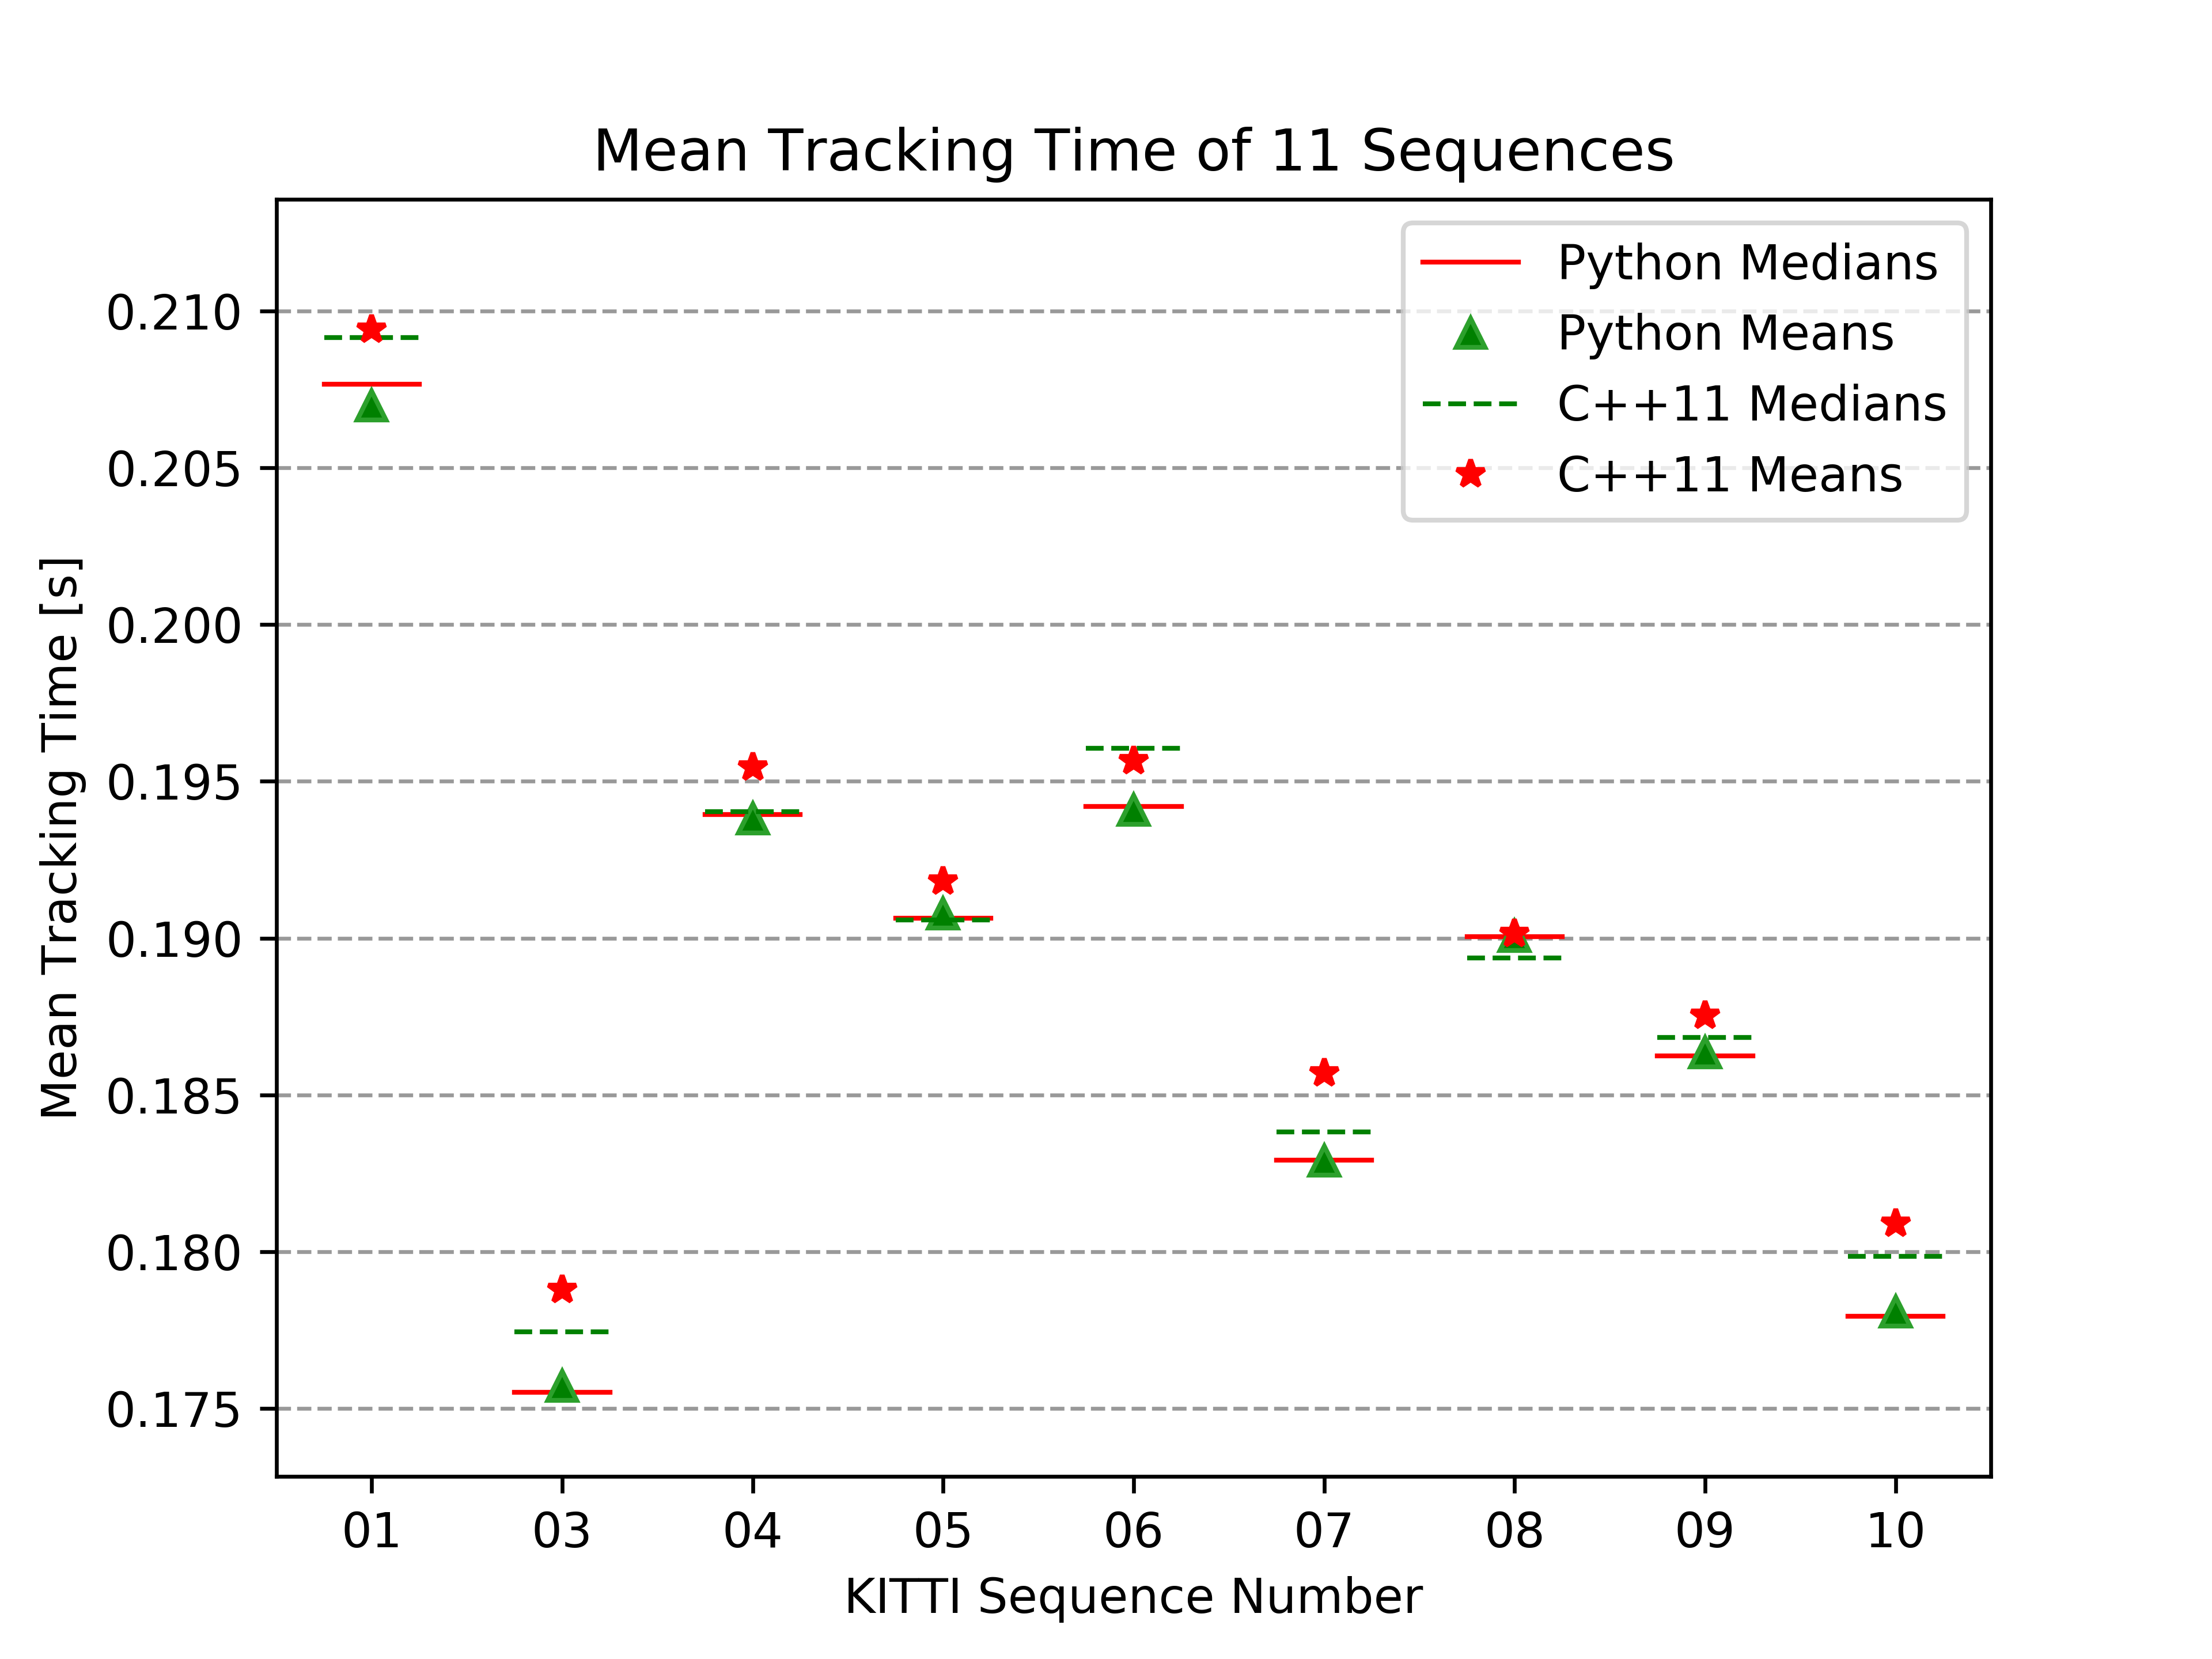 Mean Tracking Time of 11 Sequences
Python Medians
Python Means
C++11 Medians
C++11 Means
Mean Tracking Time [s]
0.210
0.205
0.200
0.195
0.190
0.185
0.180
0.175
01 03 04 05 06 07 08 09 10
KITTI Sequence Number